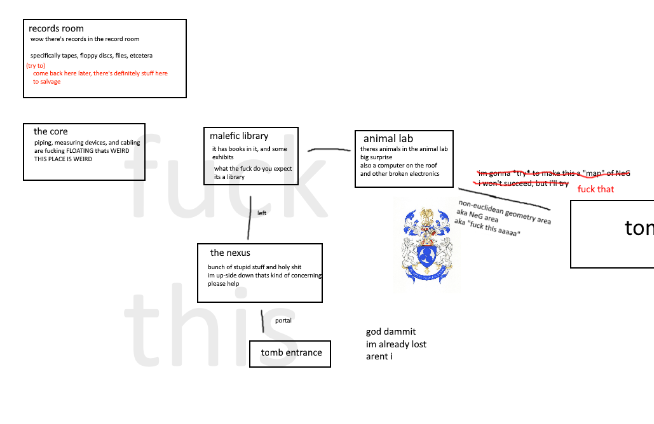 records room
wow there's records in the record room
specifically tapes, floppy discs, files, etcetera
(try to)
come back here later, there's definitely stuff here
to salvage
the core
piping, measuring devices, and cabling
are fucking FLOATING thats WEIRD
THIS PLACE IS WEIRD
malefic library
it has books in it, and some
exhibits
what the fuck do you expect
its a library
animal lab
theres animals in the animal lab
big surprise
also a computer on the roof
and other broken electronics
im gonna *try* to make this a "map" of NeG
i won't succeed, but i'll try
fuck that
non-euclidean geometry area
aka NeG area
aka "fuck this aaaaa"
tom
left
the nexus
bunch of stupid stuff and holy shit
im up-side down thats kind of concerning
please help
portal
tomb entrance
god dammit
im already lost
arent i
fuck
this